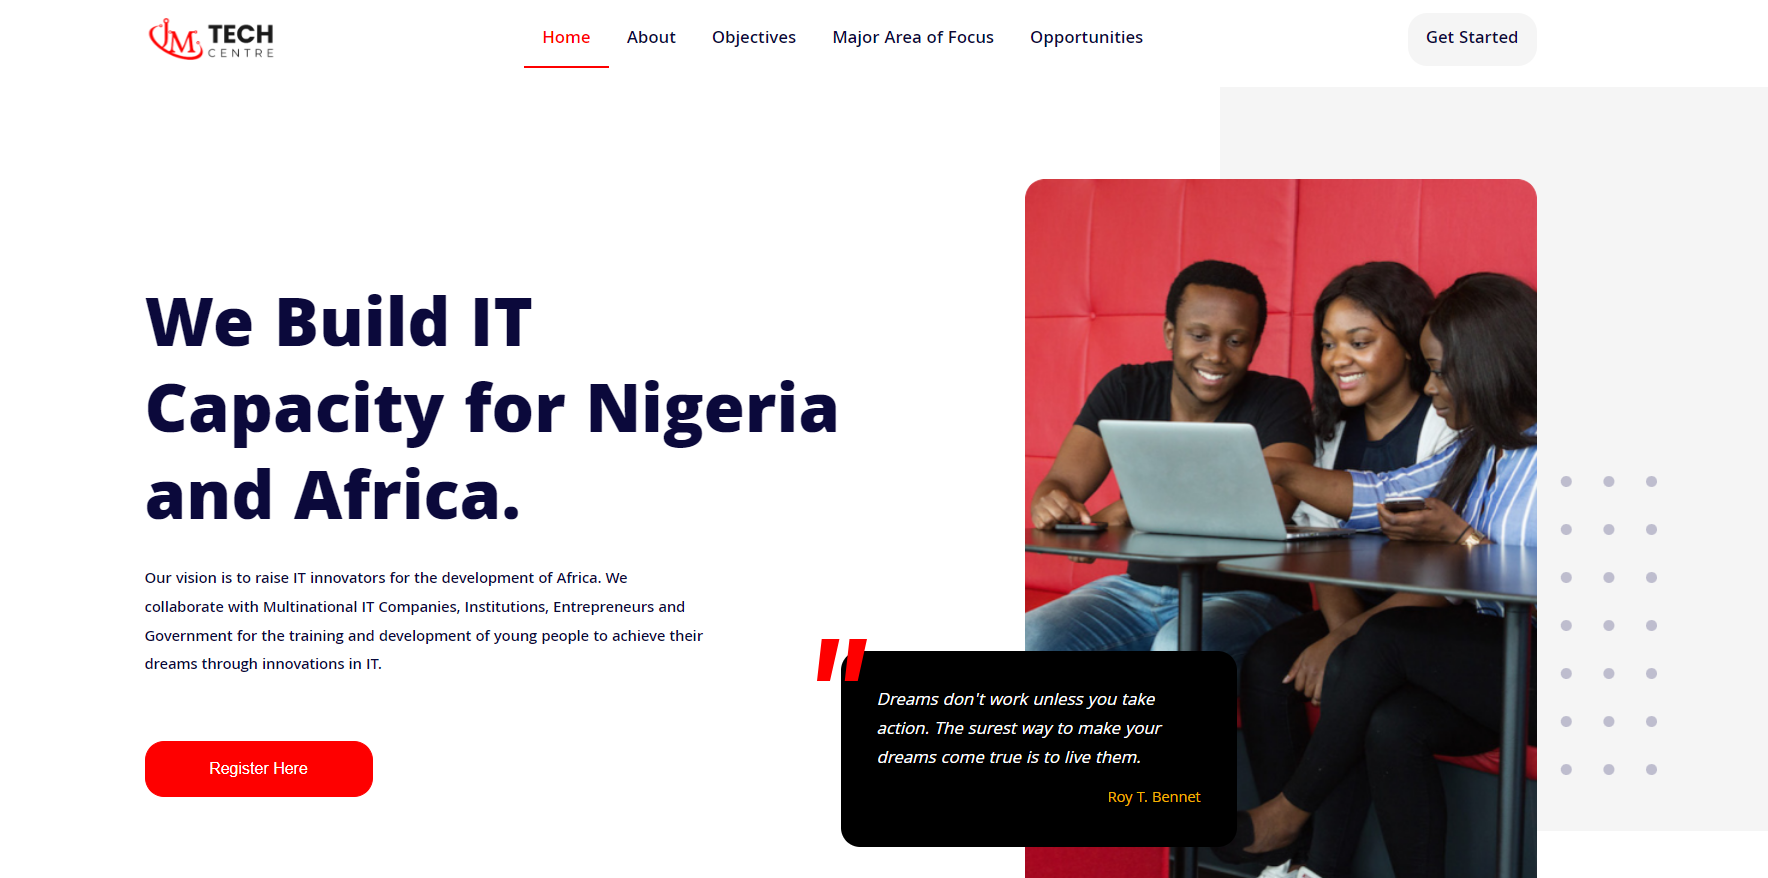 JM TECH
CENTRE
Home
About
Objectives
Major Area of Focus
Opportunities
Get Started
We Build IT
Capacity for Nigeria
and Africa.
Our vision is to raise IT innovators for the development of Africa. We
collaborate with Multinational IT Companies, Institutions, Entrepreneurs and
Government for the training and development of young people to achieve their
dreams through innovations in IT.
Register Here
"
Dreams don't work unless you take
action. The surest way to make your
dreams come true is to live them.
Roy T. Bennet